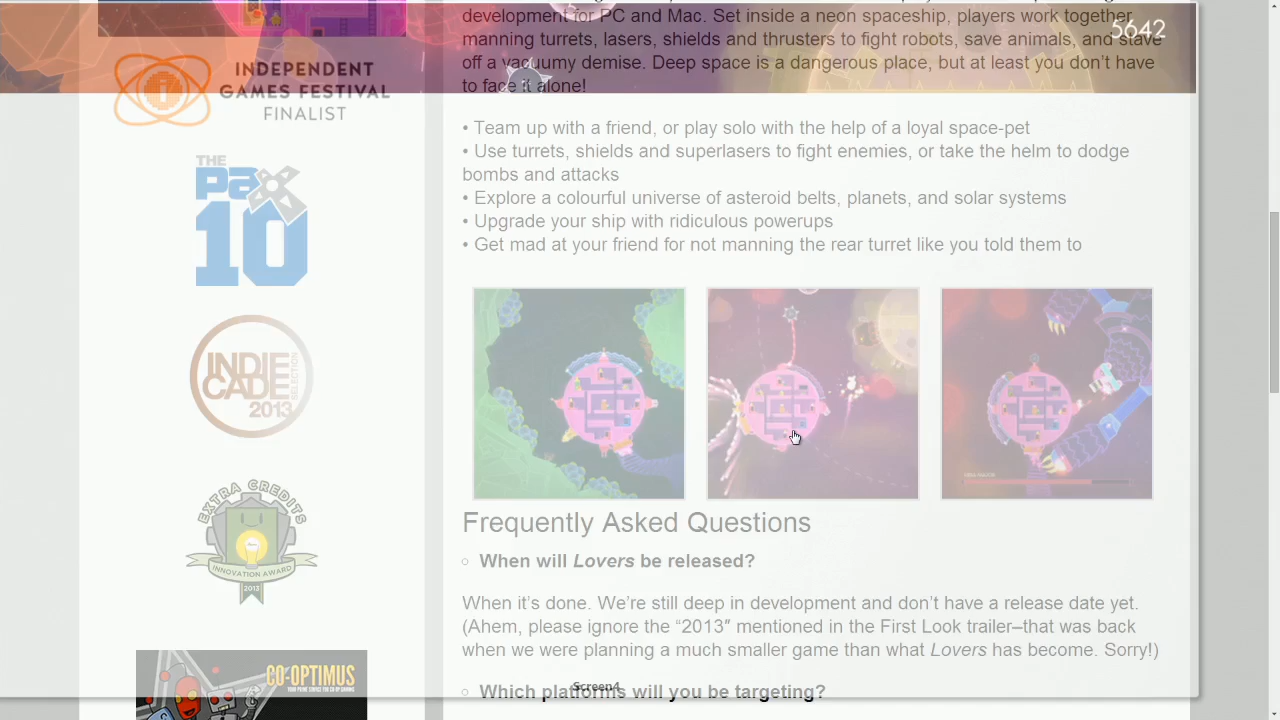 development for PC and Mac. Set inside a neon spaceship, players work together
manning turrets, lasers, shields and thrusters to fight robots, save animals, and stave
off a vacuumy demise. Deep space is a dangerous place, but at least you don't have
to face it alone!
5642
INDEPENDENT
GAMES FESTIVAL
FINALIST
• Team up with a friend, or play solo with the help of a loyal space-pet
• Use turrets, shields and superlasers to fight enemies, or take the helm to dodge
bombs and attacks
• Explore a colourful universe of asteroid belts, planets, and solar systems
• Upgrade your ship with ridiculous powerups
• Get mad at your friend for not manning the rear turret like you told them to
THE
PAX
10
INDIE
CADE
SELECTION
2013
EXTRA CREDITS
INNOVATION AWARD
2013
Frequently Asked Questions
When will Lovers be released?
When it's done. We're still deep in development and don't have a release date yet.
(Ahem, please ignore the “2013″ mentioned in the First Look trailer–that was back
when we were planning a much smaller game than what Lovers has become. Sorry!)
CO-OPTIMUS
Screen4
Which platforms will you be targeting?